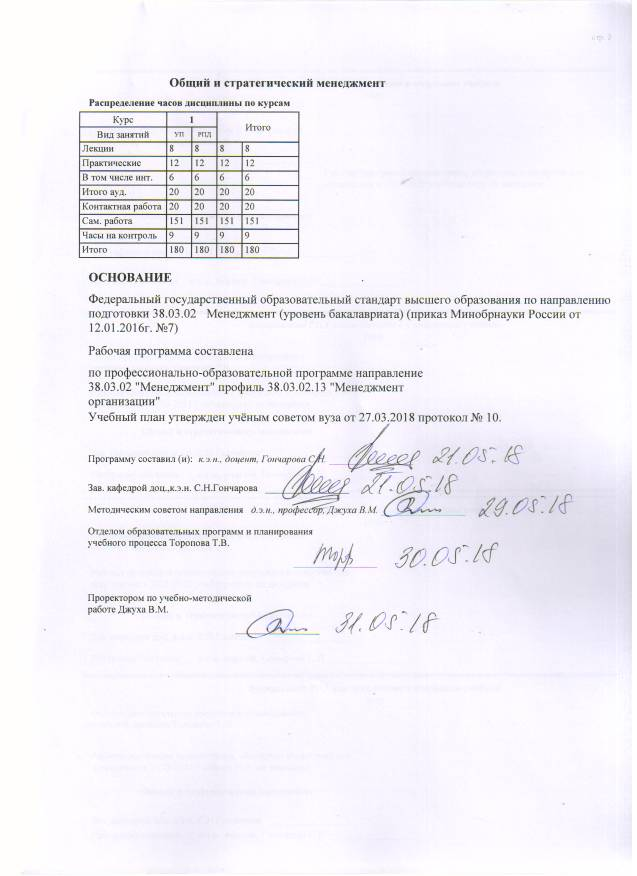 стр. 2
Общий и стратегический менеджмент
Распределение часов дисциплины по курсам
Курс 1 Итого
Вид занятий УП РПД
Лекции 8 8 8 8
Практические 12 12 12 12
В том числе инт. 6 6 6 6
Итого ауд. 20 20 20 20
Контактная работа 20 20 20 20
Сам. работа 151 151 151 151
Часы на контроль 9 9 9 9
Итого 180 180 180 180
ОСНОВАНИЕ
Федеральный государственный образовательный стандарт высшего образования по направлению
подготовки 38.03.02 Менеджмент (уровень бакалавриата) (приказ Минобрнауки России от
12.01.2016г. №7)
Рабочая программа составлена
по профессионально-образовательной программе направление
38.03.02 "Менеджмент" профиль 38.03.02.13 "Менеджмент
организации"
Учебный план утвержден учёным советом вуза от 27.03.2018 протокол № 10.
Программу составил (и): к.э.н., доцент, Гончарова С.Н. 21.05.18
Зав. кафедрой доц.,к.э.н. С.Н.Гончарова 21.05.18
Методическим советом направления д.э.н., профессор, Джуха В.М. 29.05.18
Отделом образовательных программ и планирования
учебного процесса Торопова Т.В.
30.05.18
Проректором по учебно-методической
работе Джуха В.М.
31.05.18